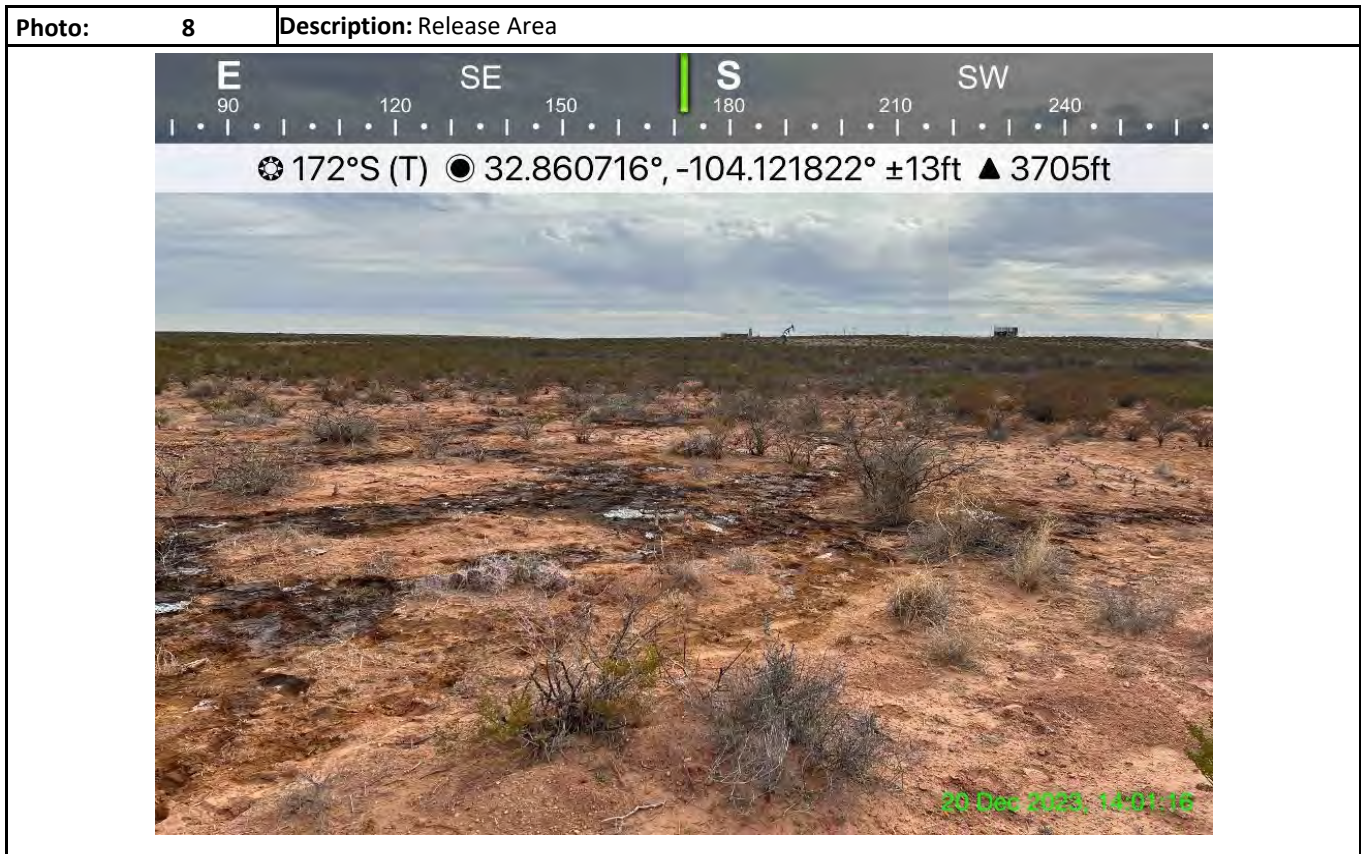 Photo: 8 Description: Release Area
E SE S SW
90 120 150 180 210 240
172°S (T) 32.860716°, -104.121822° ±13ft ▲ 3705ft
20 Dec 2023, 14:01:16